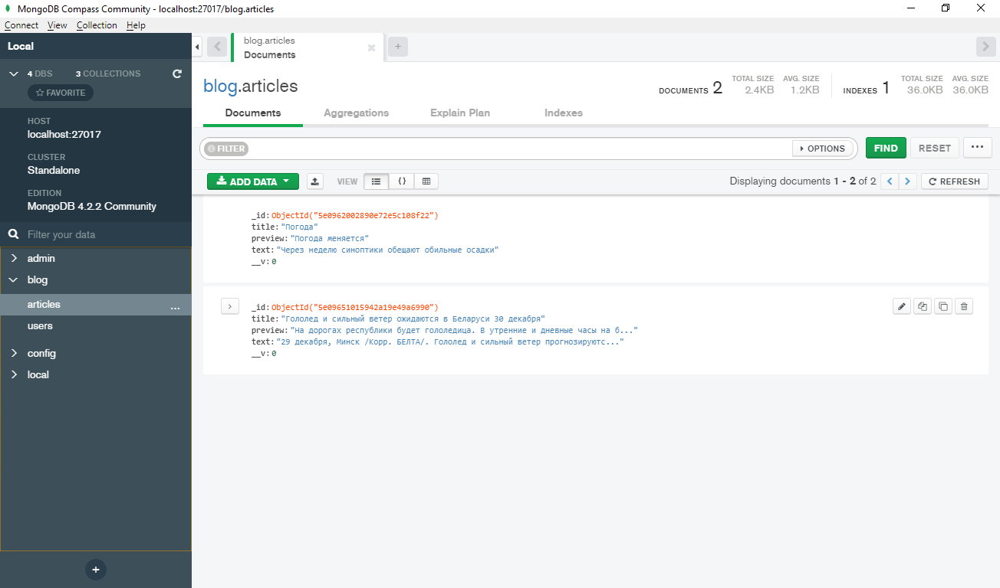 MongoDB Compass Community - localhost:27017/blog.articles
Connect View Collection Help
Local
4 DBS 3 COLLECTIONS
FAVORITE
HOST
localhost:27017
CLUSTER
Standalone
EDITION
MongoDB 4.2.2 Community
Filter your data
admin
blog
articles ...
users
config
local
+
blog.articles
Documents
+
blog.articles
DOCUMENTS 2 TOTAL SIZE 2.4KB AVG. SIZE 1.2KB INDEXES 1 TOTAL SIZE 36.0KB AVG. SIZE 36.0KB
Documents Aggregations Explain Plan Indexes
FILTER OPTIONS FIND RESET ...
ADD DATA VIEW {} Displaying documents 1 - 2 of 2 < > REFRESH
_id:ObjectId("5e0962002890e72e5c108f22")
title:"Погода"
preview:"Погода меняется"
text:"Через неделю синоптики обещают обильные осадки"
__v:0
_id:ObjectId("5e09651015942a19e49a6990")
title:"Гололед и сильный ветер ожидаются в Беларуси 30 декабря"
preview:"На дорогах республики будет гололедица. В утренние и дневные часы на б..."
text:"29 декабря, Минск /Корр. БЕЛТА/. Гололед и сильный ветер прогнозируютс..."
__v:0